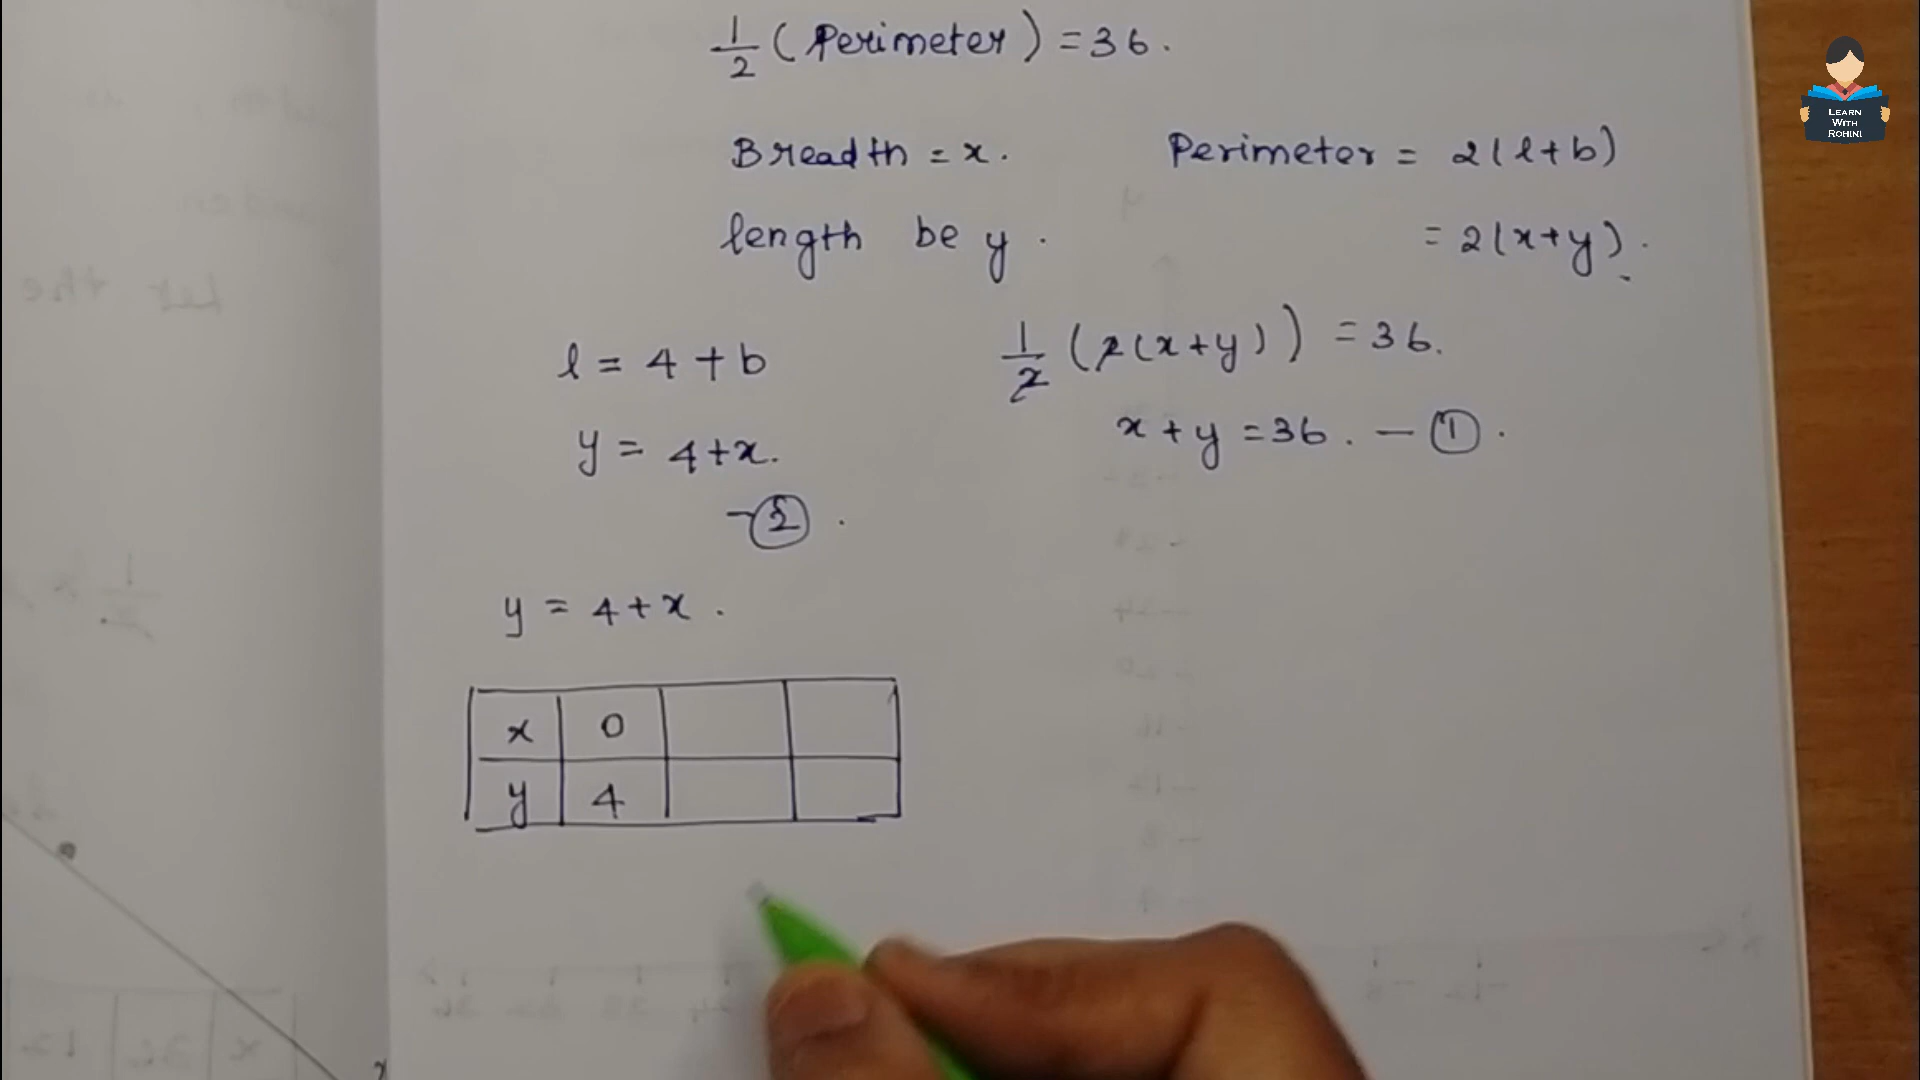 1/2 (Perimeter) = 36.
Breadth = x.
Perimeter = 2(l+b)
length be y.
= 2(x+y).
l = 4 + b
1/2 (2(x+y)) = 36.
y = 4+x.
x + y = 36. — ①.
— ②.
y = 4+x.
x 0
y 4
LEARN
WITH
ROHINI